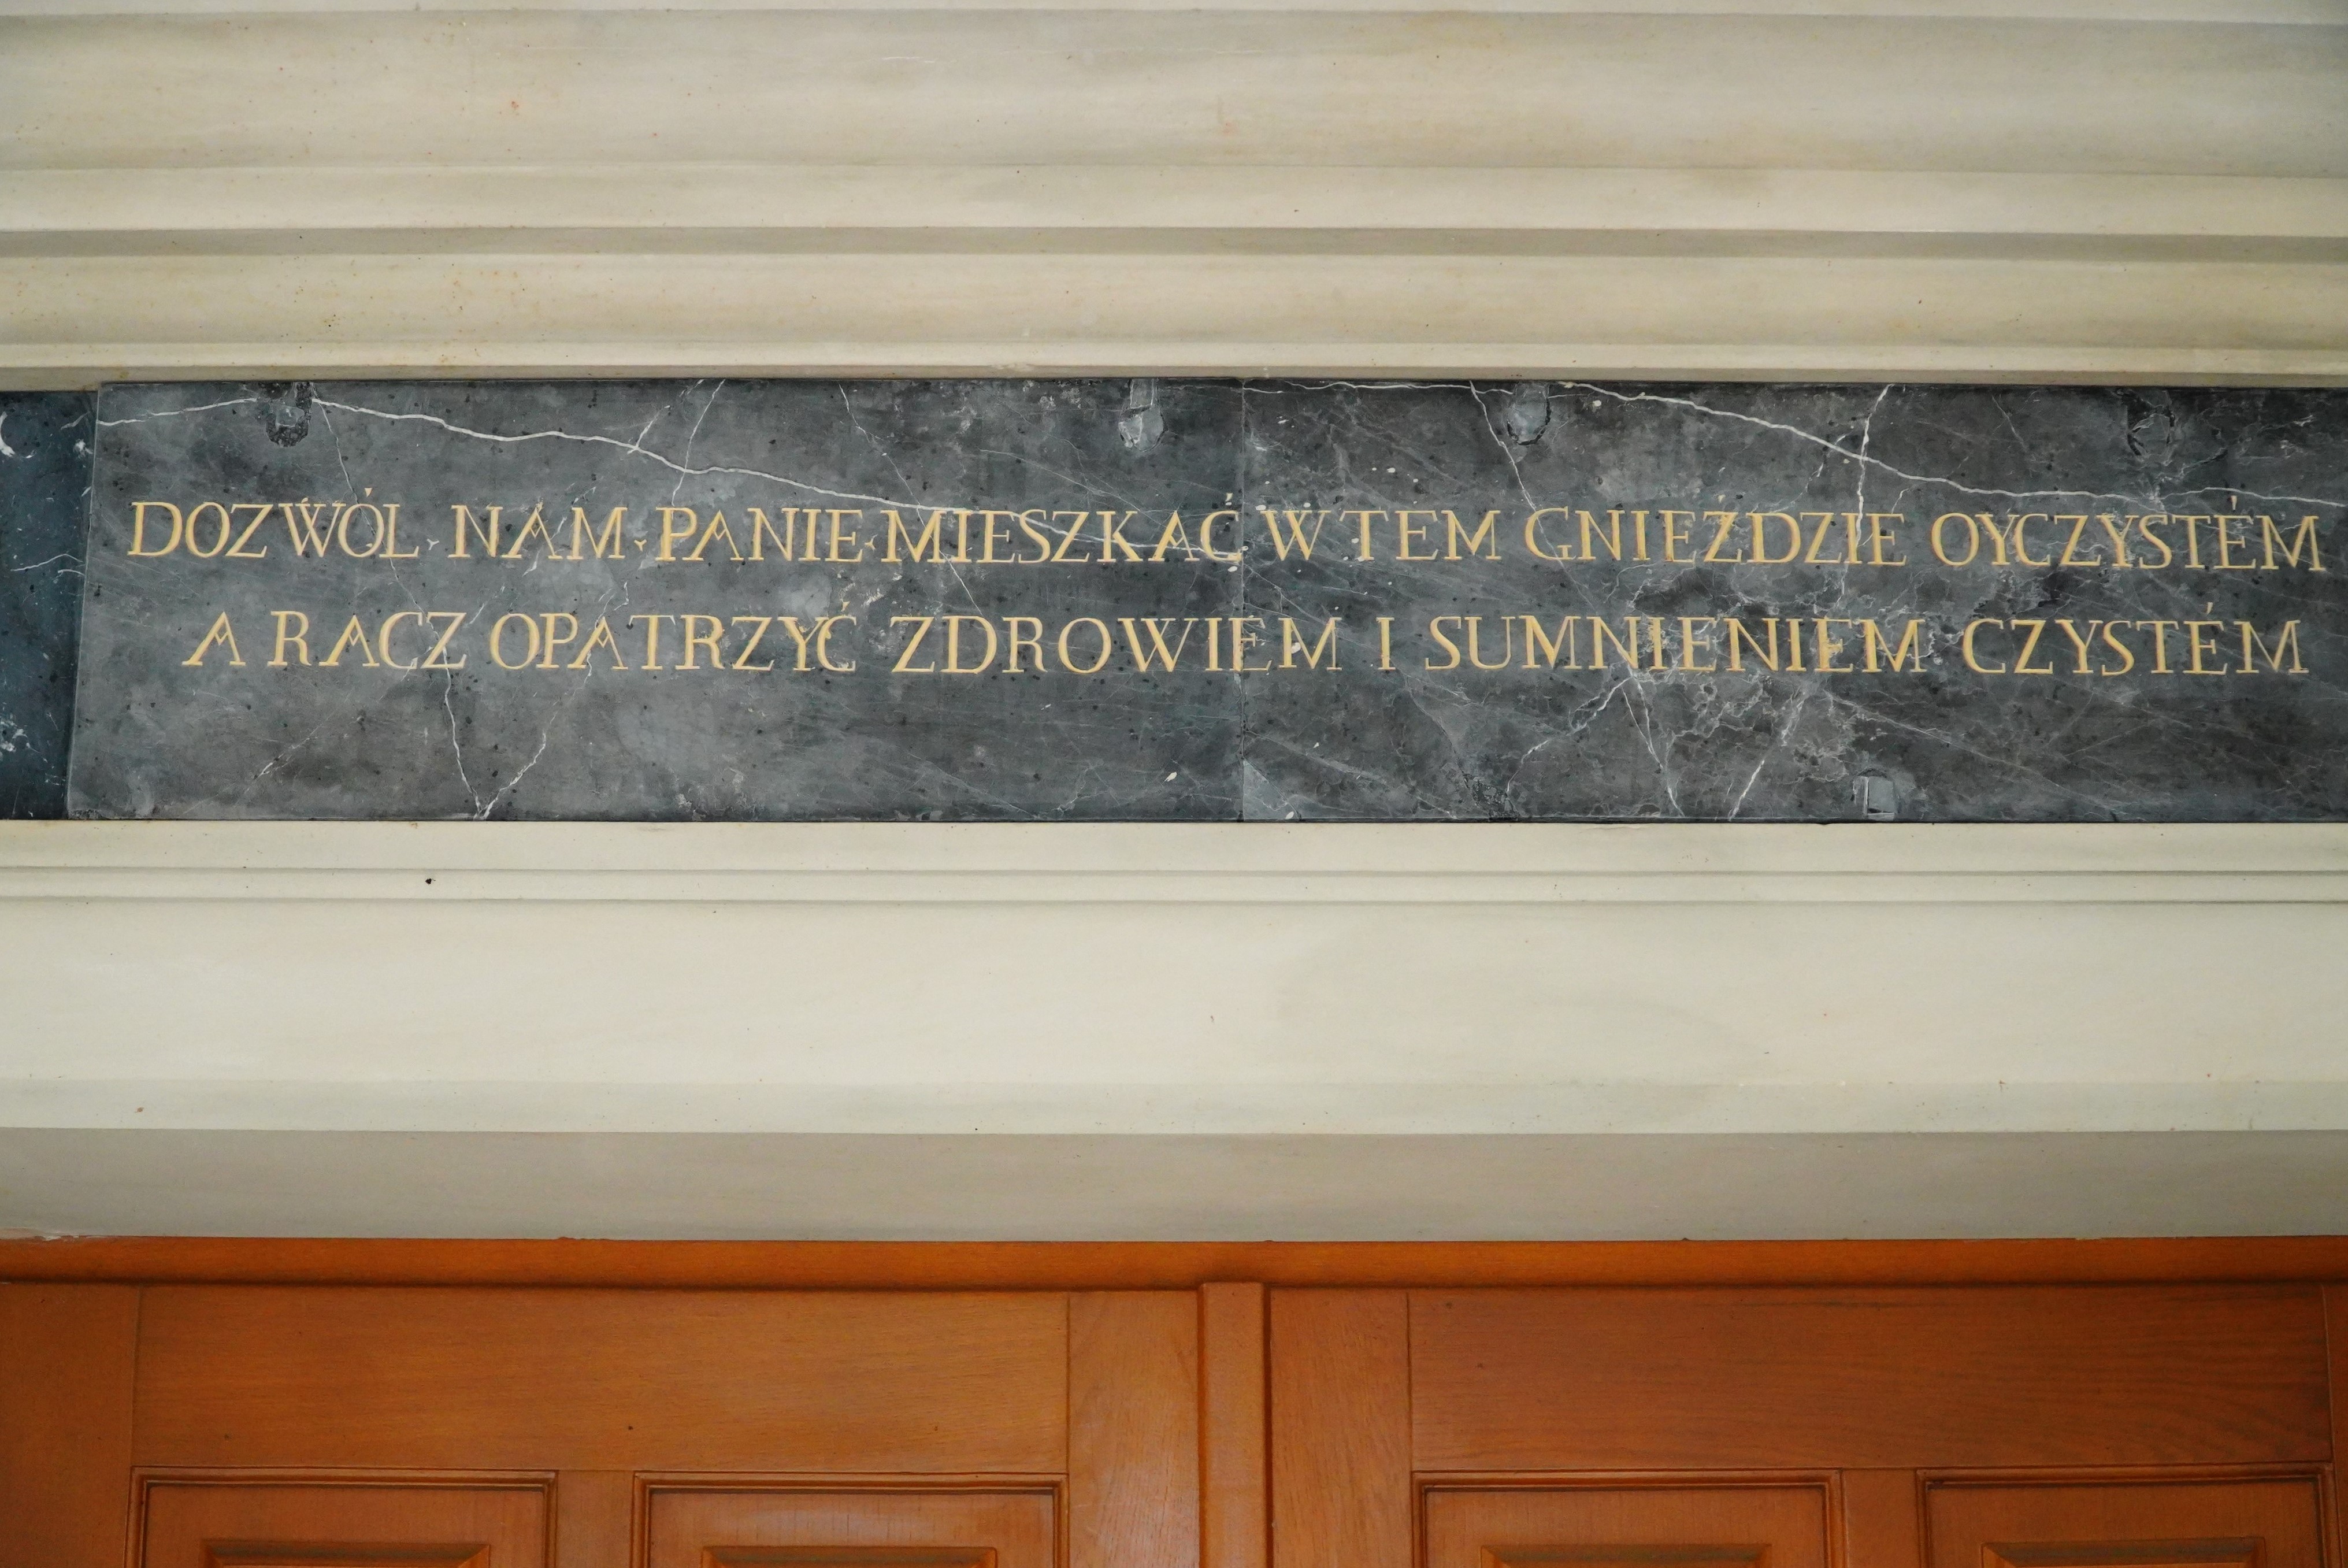 DOZWÓL NAM PANIE MIESZKAĆ W TEM GNIEŹDZIE OYCZYSTÉM
A RACZ OPATRZYĆ ZDROWIEM I SUMNIENIEM CZYSTÉM